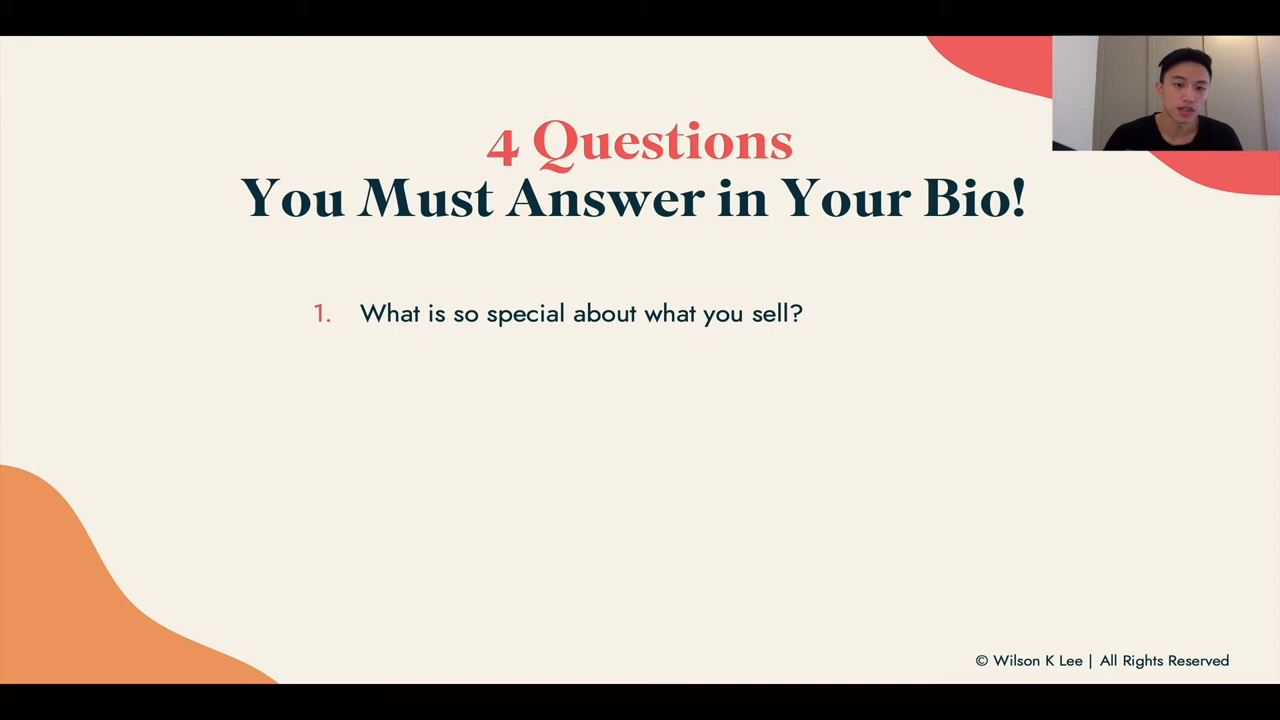 4 Questions
You Must Answer in Your Bio!
1. What is so special about what you sell?
© Wilson K Lee | All Rights Reserved